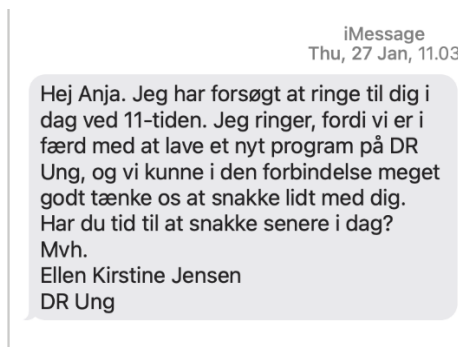 iMessage
Thu, 27 Jan, 11.03
Hej Anja. Jeg har forsøgt at ringe til dig i
dag ved 11-tiden. Jeg ringer, fordi vi er i
færd med at lave et nyt program på DR
Ung, og vi kunne i den forbindelse meget
godt tænke os at snakke lidt med dig.
Har du tid til at snakke senere i dag?
Mvh.
Ellen Kirstine Jensen
DR Ung